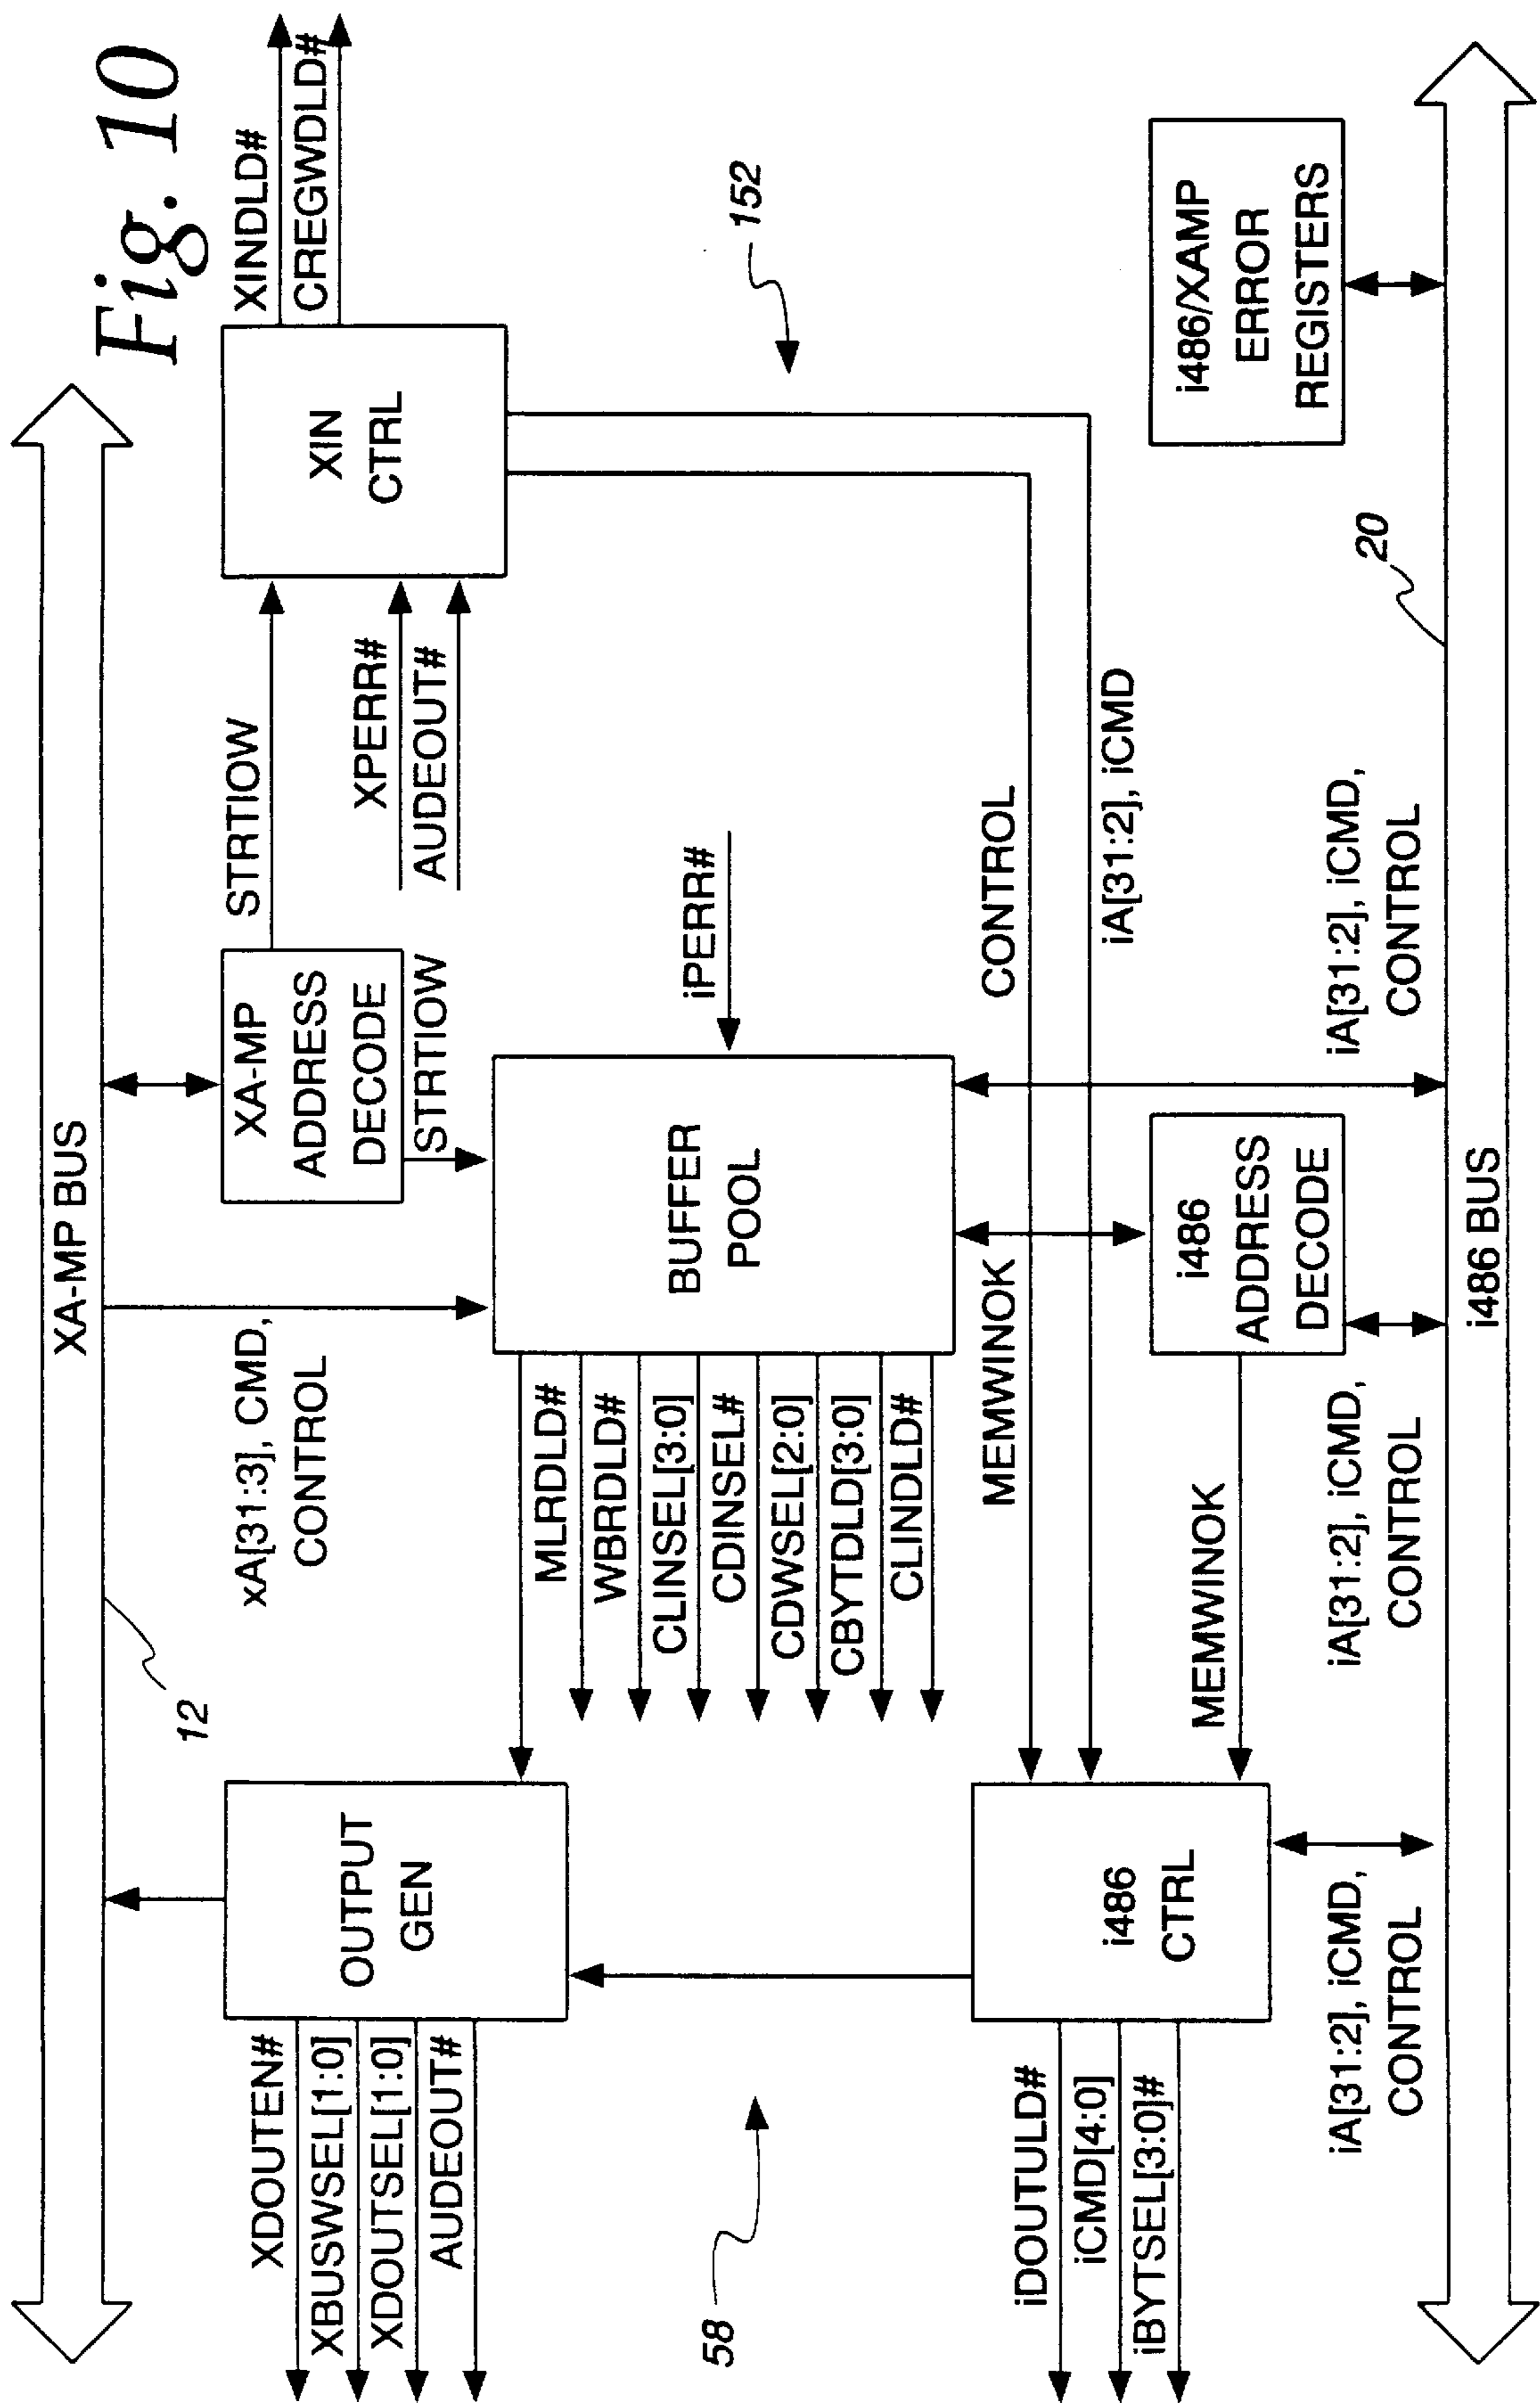 Fig. 10
XA-MP BUS
12
XDOUTEN#
XBUSWSEL[1:0]
XDOUTSEL[1:0]
AUDEOUT#
OUTPUT
GEN
xA[31:3], CMD,
CONTROL
XA-MP
ADDRESS
DECODE
STRTIOW
STRTIOW
XPERR#
AUDEOUT#
XIN
CTRL
XINDLD#
CREGWDLD#
MLRDLD#
WBRDLD#
CLINSEL[3:0]
CDINSEL#
CDWSEL[2:0]
CBYTDLD[3:0]
CLINDLD#
BUFFER
POOL
iPERR#
152
58
MEMWINOK
CONTROL
iA[31:2], iCMD
iDOUTULD#
iCMD[4:0]
iBYTSEL[3:0]#
i486
CTRL
MEMWINOK
i486
ADDRESS
DECODE
i486/XAMP
ERROR
REGISTERS
iA[31:2], iCMD,
CONTROL
iA[31:2], iCMD,
CONTROL
iA[31:2], iCMD,
CONTROL
20
i486 BUS